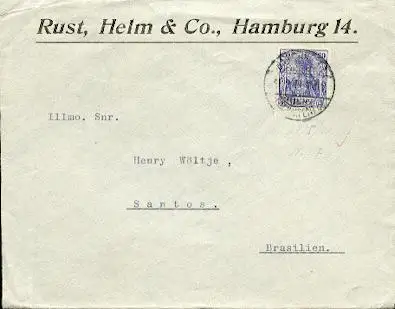 Rust, Helm & Co., Hamburg 14.
Illmo. Snr.
Henry Wöltje,
Santos.
Brasilien.